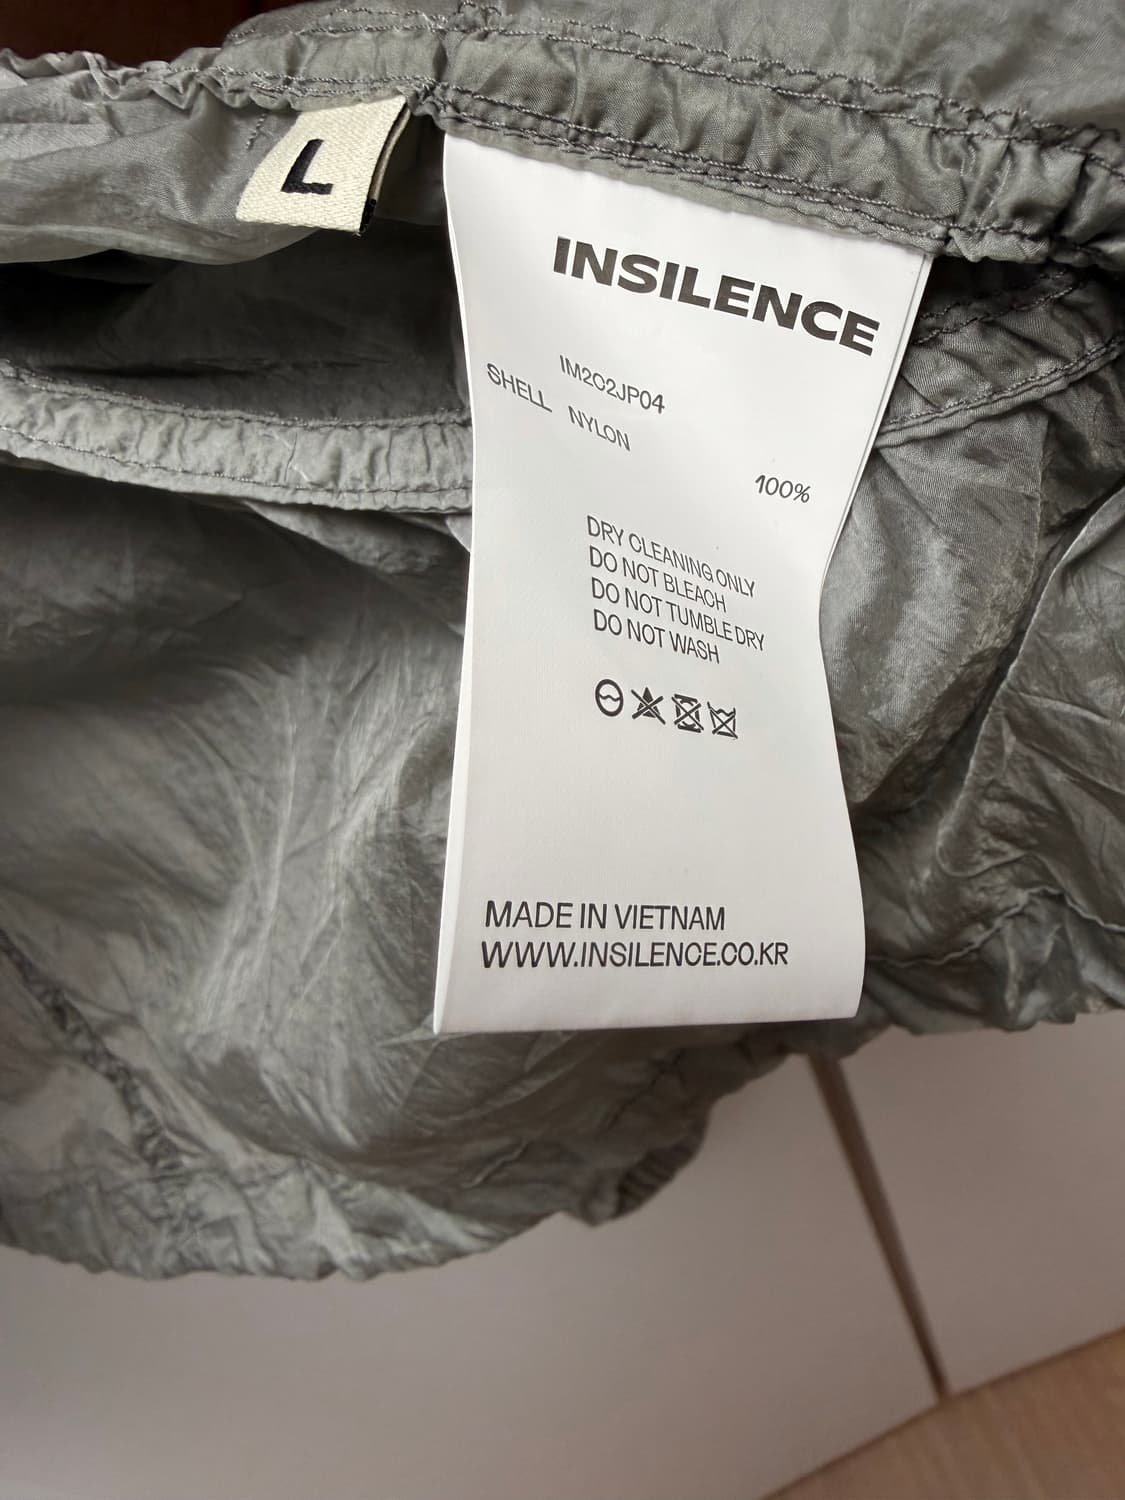 L
INSILENCE
IM2C2JP04
SHELL NYLON
100%
DRY CLEANING ONLY
DO NOT BLEACH
DO NOT TUMBLE DRY
DO NOT WASH
MADE IN VIETNAM
WWW.INSILENCE.CO.KR